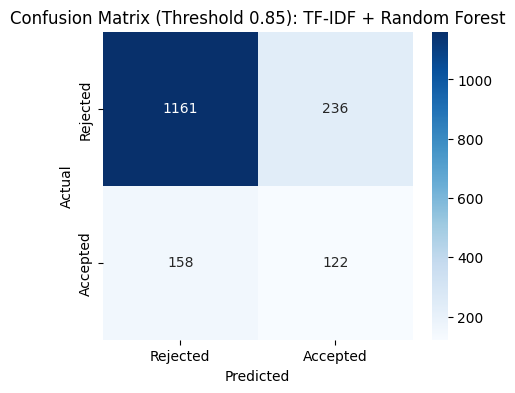 Confusion Matrix (Threshold 0.85): TF-IDF + Random Forest
Actual
Rejected
Accepted
1161
236
158
122
Rejected
Accepted
Predicted
1000
800
600
400
200